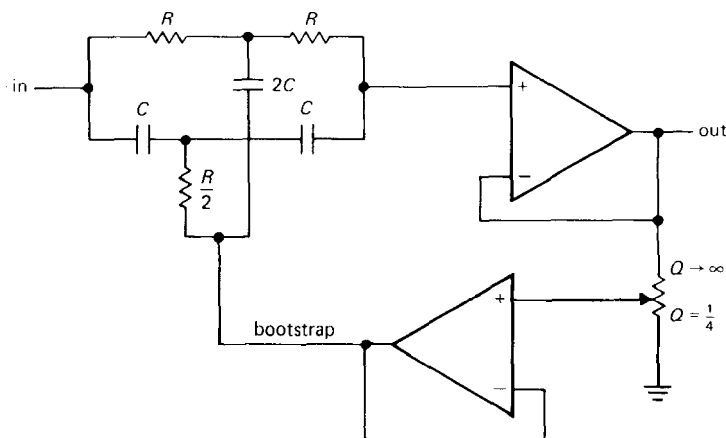 R
R
in
2C
C
C
R
2
+
−
out
Q → ∞
Q = 1/4
+
−
bootstrap